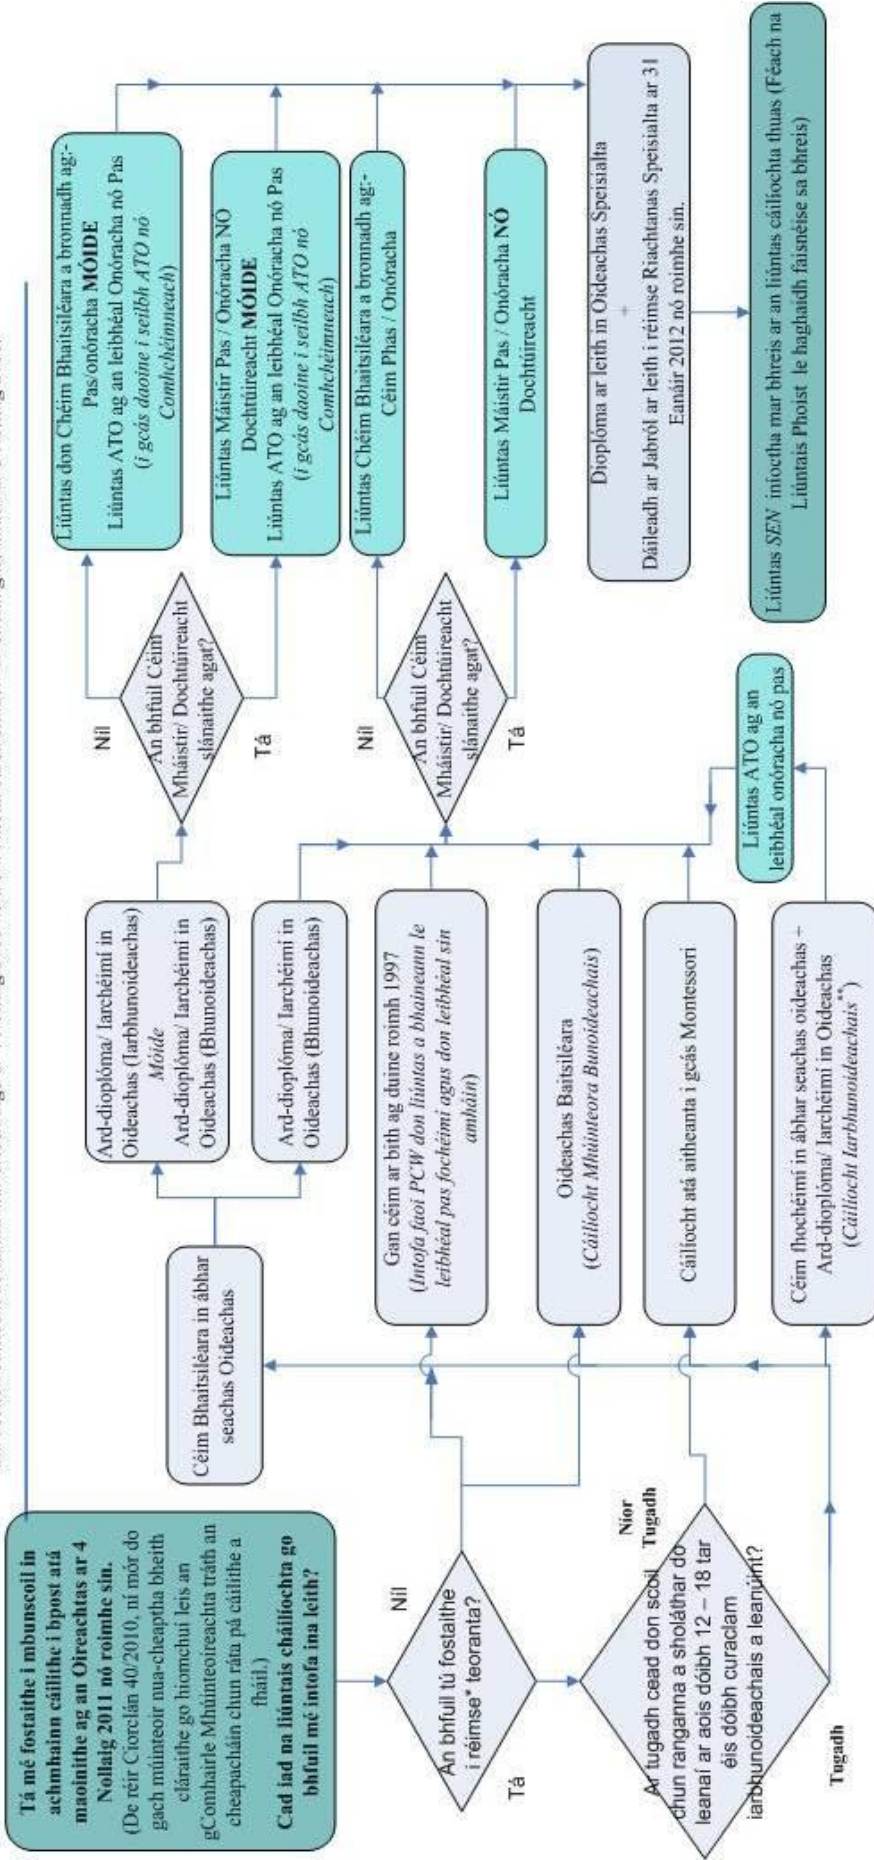 Tá mé fostaithe i mbunscoil in
acmhainn cáilithe i bpost atá
maoinithe ag an Oireachtas ar 4
Nollaig 2011 nó roimhe sin.
(De réir Ciorclán 40/2010, ní mór do
gach múinteoir nua-cheaptha bheith
cláraithe go hiomchuí leis an
gComhairle Mhúinteoireachta tráth an
cheapacháin chun ráta pá cáilithe a
fháil.)
Cad iad na liúntais cháilíochta go
bhfuil mé intofa ina leith?
An bhfuil tú fostaithe
i réimse* teoranta?
Níl
Tá
Ar tugadh cead don scoil
chun ranganna a sholáthar do
leanaí ar aois dóibh 12 – 18 tar
éis dóibh curaclam
iarbhunoideachais a leanúint?
Níor
Tugadh
Tugadh
Céim Bhaitsiléara in ábhar
seachas Oideachas
Ard-dioplóma/ Iarchéimí in
Oideachas (Iarbhunoideachas)
Móide
Ard-dioplóma/ Iarchéimí in
Oideachas (Bhunoideachas)
Ard-dioplóma/ Iarchéimí in
Oideachas (Bhunoideachas)
Gan céim ar bith ag duine roimh 1997
(Intofa faoi PCW don liúntas a bhaineann le
leibhéal pas fochéimi agus don leibhéal sin
amháin)
Oideachas Baitsiléara
(Cáilíocht Mhúinteora Bunoideachais)
Cáilíocht atá aitheanta i gcás Montessori
Céim fhochéimí in ábhar seachas oideachas –
Ard-dioplóma/ Iarchéimí in Oideachas
(Cáilíocht Iarbhunoideachais**)
An bhfuil Céim
Mháistir/ Dochtúireacht
slánaithe agat?
Níl
Tá
An bhfuil Céim
Mháistir/ Dochtúireacht
slánaithe agat?
Níl
Tá
Liúntas ATO ag an
leibhéal onóracha nó pas
Liúntas don Chéim Bhaitsiléara a bronnadh ag:-
Pas/onóracha MÓIDE
Liúntas ATO ag an leibhéal Onóracha nó Pas
(i gcás daoine i seilbh ATO nó
Comhchéimneach)
Liúntas Máistir Pas / Onóracha NÓ
Dochtúireacht MÓIDE
Liúntas ATO ag an leibhéal Onóracha nó Pas
(i gcás daoine i seilbh ATO nó
Comhchéimneach)
Liúntas Chéim Bhaitsiléara a bronnadh ag:-
Céim Phas / Onóracha
Liúntas Máistir Pas / Onóracha NÓ
Dochtúireacht
Dioplóma ar leith in Oideachas Speisialta
+
Dáileadh ar Jabról ar leith i réimse Riachtanas Speisialta ar 31
Eanáir 2012 nó roimhe sin.
Liúntas SEN iníoctha mar bhreis ar an liúntas cáilíochta thuas (Féach na
Liúntais Phoist le haghaidh faisnéise sa bhreis)